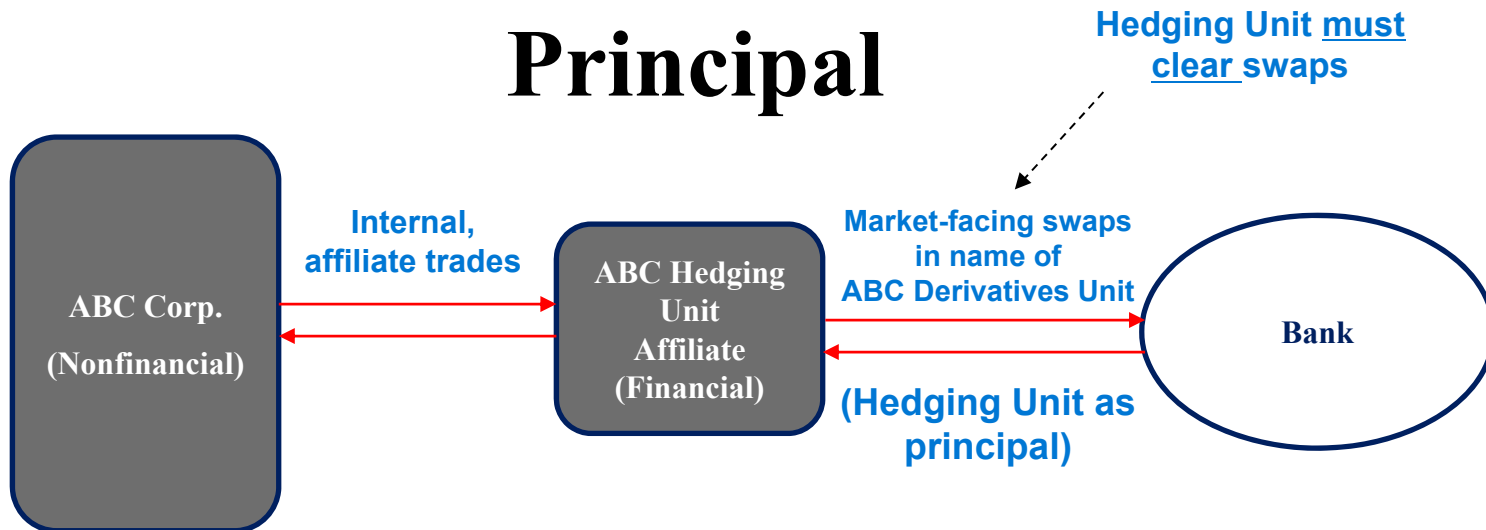 Principal
Hedging Unit must
clear swaps
Internal,
affiliate trades
Market-facing swaps
in name of
ABC Derivatives Unit
ABC Corp.
(Nonfinancial)
ABC Hedging
Unit
Affiliate
(Financial)
Bank
(Hedging Unit as
principal)